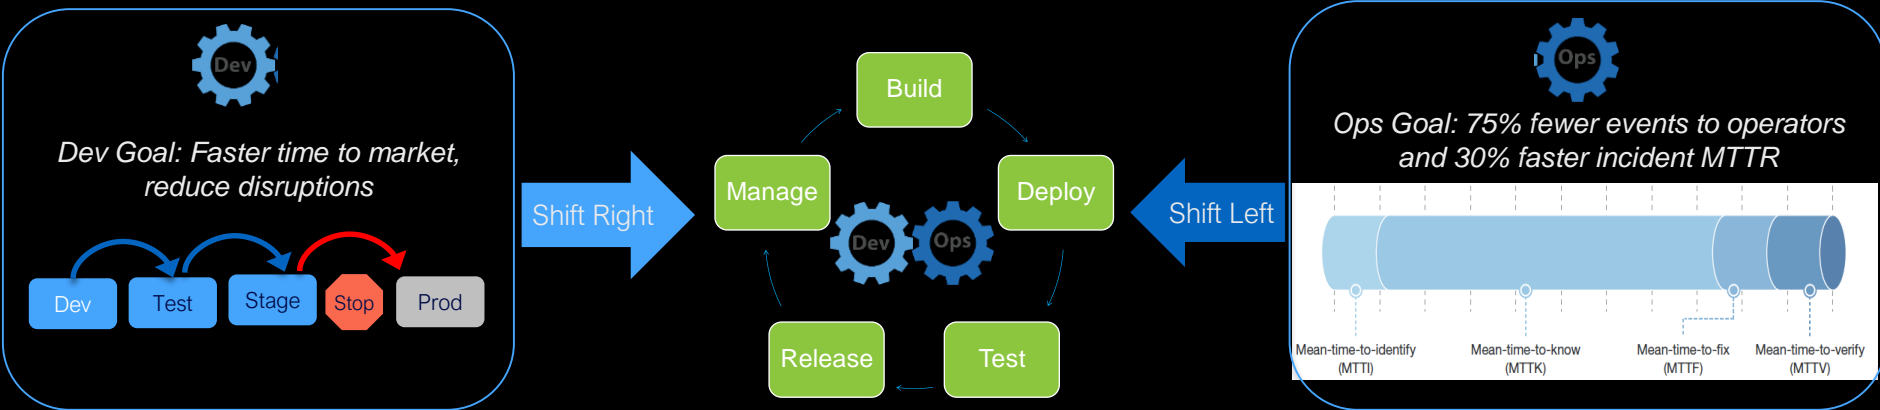 Dev
Dev Goal: Faster time to market,
reduce disruptions
Dev
Test
Stage
Stop
Prod
Shift Right
Build
Manage
Deploy
Dev
Ops
Release
Test
Shift Left
Ops
Ops Goal: 75% fewer events to operators
and 30% faster incident MTTR
Mean-time-to-identify
(MTTI)
Mean-time-to-know
(MTTK)
Mean-time-to-fix
(MTTF)
Mean-time-to-verify
(MTTV)